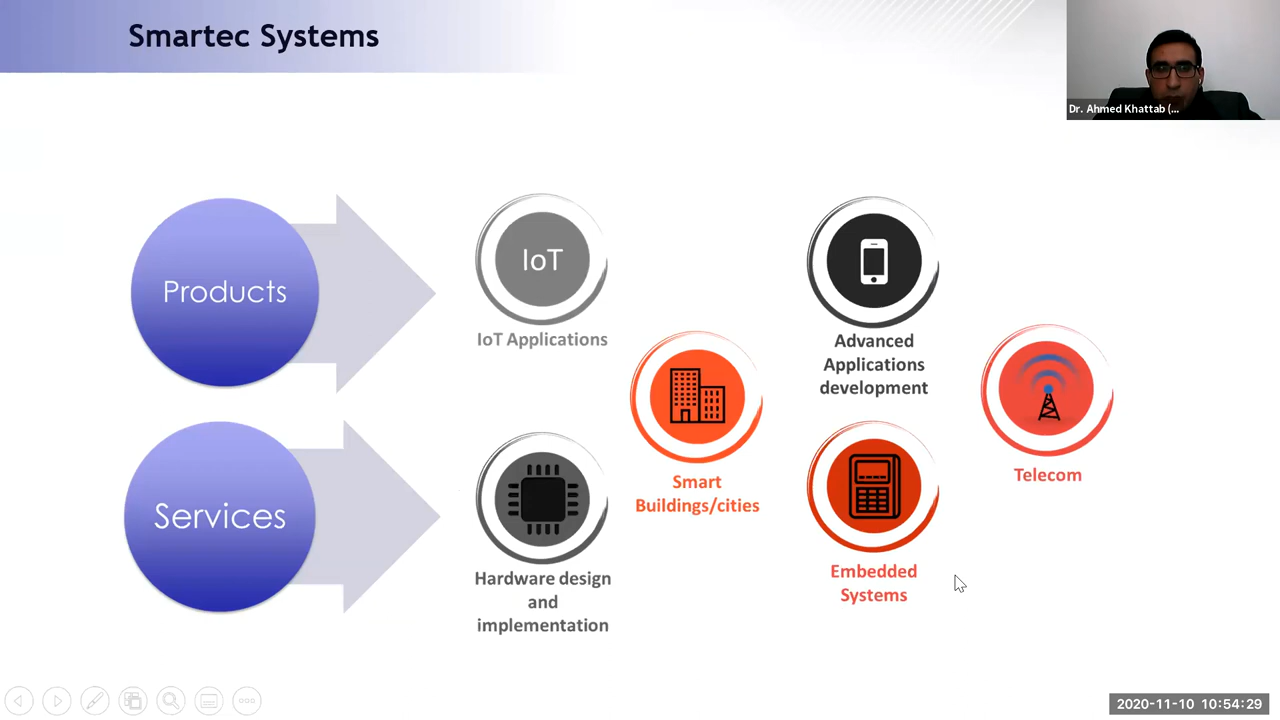 Smartec Systems
Dr. Ahmed Khattab (...
Products
IoT
IoT Applications
Advanced
Applications
development
Smart
Buildings/cities
Telecom
Services
Hardware design
and
implementation
Embedded
Systems
2020-11-10 10:54:29